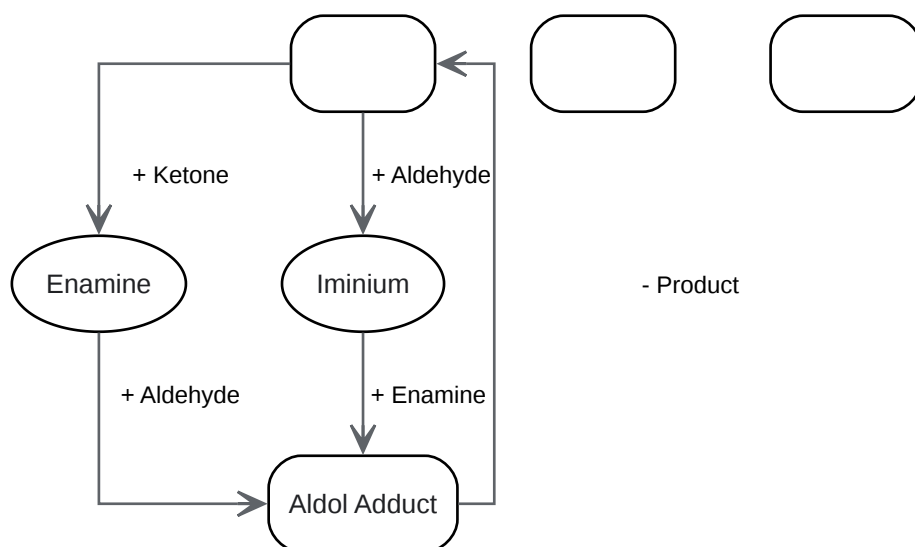 + Ketone
+ Aldehyde
Enamine
Iminium
- Product
+ Aldehyde
+ Enamine
Aldol Adduct